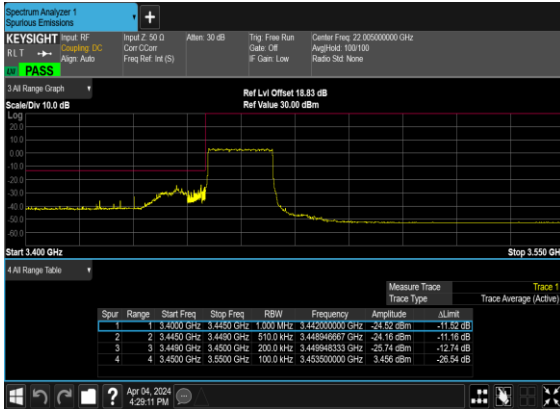 Spectrum Analyzer 1
Spurious Emissions
+
KEYSIGHT Input: RF Input Z: 50 Ω Atten: 30 dB Trig: Free Run Center Freq: 22.005000000 GHz
RLT Coupling: DC Corr CCorr Gate: Off Avg|Hold: 100/100
Align: Auto Freq Ref: Int (S) IF Gain: Low Radio Std: None
PASS
3 All Range Graph
Ref Lvl Offset 18.83 dB
Scale/Div 10.0 dB Ref Value 30.00 dBm
Log
20.0
10.0
0.00
-10.0
-20.0
-30.0
-40.0
-50.0
-60.0
Start 3.400 GHz Stop 3.550 GH
4 All Range Table
Measure Trace Trace 1
Trace Type Trace Average (Active)
Spur Range Start Freq Stop Freq RBW Frequency Amplitude ΔLimit
1 1 3.4000 GHz 3.4450 GHz 1.000 MHz 3.442000000 GHz -24.52 dBm -11.52 dB
2 2 3.4450 GHz 3.4490 GHz 510.0 kHz 3.448946667 GHz -24.16 dBm -11.16 dB
3 3 3.4490 GHz 3.4500 GHz 200.0 kHz 3.449948333 GHz -25.74 dBm -12.74 dB
4 4 3.4500 GHz 3.5500 GHz 100.0 kHz 3.453500000 GHz 3.456 dBm -26.54 dB
Apr 04, 2024
4:29:11 PM
?